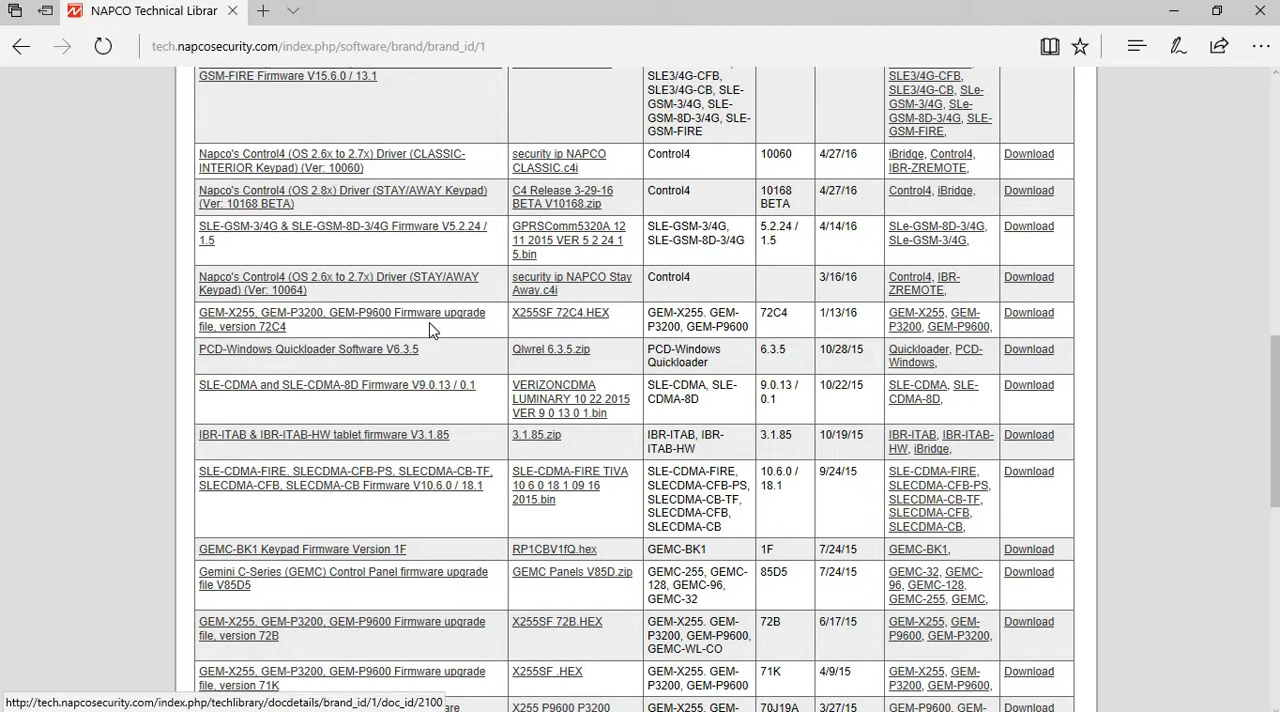 NAPCO Technical Librar
tech.napcosecurity.com/index.php/software/brand/brand_id/1
GSM-FIRE Firmware V15.6.0 / 13.1
SLE3/4G-CFB,
SLE3/4G-CB, SLE-
GSM-3/4G, SLE-
GSM-8D-3/4G, SLE-
GSM-FIRE
SLE3/4G-CFB,
SLE3/4G-CB, SLe-
GSM-3/4G, SLe-
GSM-8D-3/4G, SLE-
GSM-FIRE,
Napco's Control4 (OS 2.6x to 2.7x) Driver (CLASSIC-
INTERIOR Keypad) (Ver: 10060)
security ip NAPCO
CLASSIC.c4i
Control4
10060
4/27/16
iBridge, Control4,
IBR-ZREMOTE,
Download
Napco's Control4 (OS 2.8x) Driver (STAY/AWAY Keypad)
(Ver: 10168 BETA)
C4 Release 3-29-16
BETA V10168.zip
Control4
10168
BETA
4/27/16
Control4, iBridge,
Download
SLE-GSM-3/4G & SLE-GSM-8D-3/4G Firmware V5.2.24 /
1.5
GPRSComm5320A 12
11 2015 VER 5 2 24 1
5.bin
SLE-GSM-3/4G,
SLE-GSM-8D-3/4G
5.2.24 /
1.5
4/14/16
SLe-GSM-8D-3/4G,
SLe-GSM-3/4G,
Download
Napco's Control4 (OS 2.6x to 2.7x) Driver (STAY/AWAY
Keypad) (Ver: 10064)
security ip NAPCO Stay
Away.c4i
Control4
3/16/16
Control4, IBR-
ZREMOTE,
Download
GEM-X255, GEM-P3200, GEM-P9600 Firmware upgrade
file, version 72C4
X255SF 72C4.HEX
GEM-X255. GEM-
P3200, GEM-P9600
72C4
1/13/16
GEM-X255, GEM-
P3200, GEM-P9600,
Download
PCD-Windows Quickloader Software V6.3.5
Qlwrel 6.3.5.zip
PCD-Windows
Quickloader
6.3.5
10/28/15
Quickloader, PCD-
Windows,
Download
SLE-CDMA and SLE-CDMA-8D Firmware V9.0.13 / 0.1
VERIZONCDMA
LUMINARY 10 22 2015
VER 9 0 13 0 1.bin
SLE-CDMA, SLE-
CDMA-8D
9.0.13 /
0.1
10/22/15
SLE-CDMA, SLE-
CDMA-8D,
Download
IBR-ITAB & IBR-ITAB-HW tablet firmware V3.1.85
3.1.85.zip
IBR-ITAB, IBR-
ITAB-HW
3.1.85
10/19/15
IBR-ITAB, IBR-ITAB-
HW, iBridge,
Download
SLE-CDMA-FIRE, SLECDMA-CFB-PS, SLECDMA-CB-TF,
SLECDMA-CFB, SLECDMA-CB Firmware V10.6.0 / 18.1
SLE-CDMA-FIRE TIVA
10 6 0 18 1 09 16
2015.bin
SLE-CDMA-FIRE,
SLECDMA-CFB-PS,
SLECDMA-CB-TF,
SLECDMA-CFB,
SLECDMA-CB
10.6.0 /
18.1
9/24/15
SLE-CDMA-FIRE,
SLECDMA-CFB-PS,
SLECDMA-CB-TF,
SLECDMA-CFB,
SLECDMA-CB,
Download
GEMC-BK1 Keypad Firmware Version 1F
RP1CBV1fQ.hex
GEMC-BK1
1F
7/24/15
GEMC-BK1,
Download
Gemini C-Series (GEMC) Control Panel firmware upgrade
file V85D5
GEMC Panels V85D.zip
GEMC-255, GEMC-
128, GEMC-96,
GEMC-32
85D5
7/24/15
GEMC-32, GEMC-
96, GEMC-128,
GEMC-255, GEMC,
Download
GEM-X255, GEM-P3200, GEM-P9600 Firmware upgrade
file, version 72B
X255SF 72B.HEX
GEM-X255. GEM-
P3200, GEM-P9600,
GEMC-WL-CO
72B
6/17/15
GEM-X255, GEM-
P9600, GEM-P3200,
Download
GEM-X255, GEM-P3200, GEM-P9600 Firmware upgrade
file, version 71K
X255SF .HEX
GEM-X255. GEM-
P3200, GEM-P9600
71K
4/9/15
GEM-X255, GEM-
P3200, GEM-P9600,
Download
X255 P9600 P3200
GEM-X255, GEM-
70J19A
3/27/15
GEM-P9600, GEM-
Download
http://tech.napcosecurity.com/index.php/techlibrary/docdetails/brand_id/1/doc_id/2100